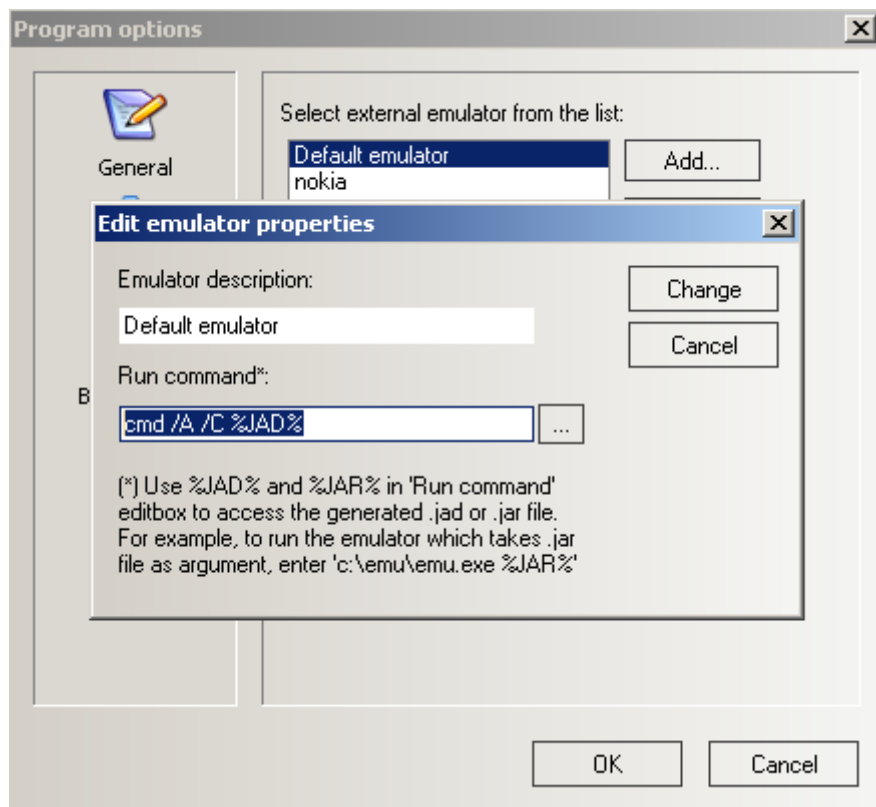 Program options
General
Select external emulator from the list:
Default emulator
nokia
Add...
B
Edit emulator properties
Emulator description:
Default emulator
Change
Cancel
Run command*:
cmd /A /C %JAD%
...
(*) Use %JAD% and %JAR% in 'Run command'
editbox to access the generated .jad or .jar file.
For example, to run the emulator which takes .jar
file as argument, enter 'c:\emu\emu.exe %JAR%'
OK
Cancel